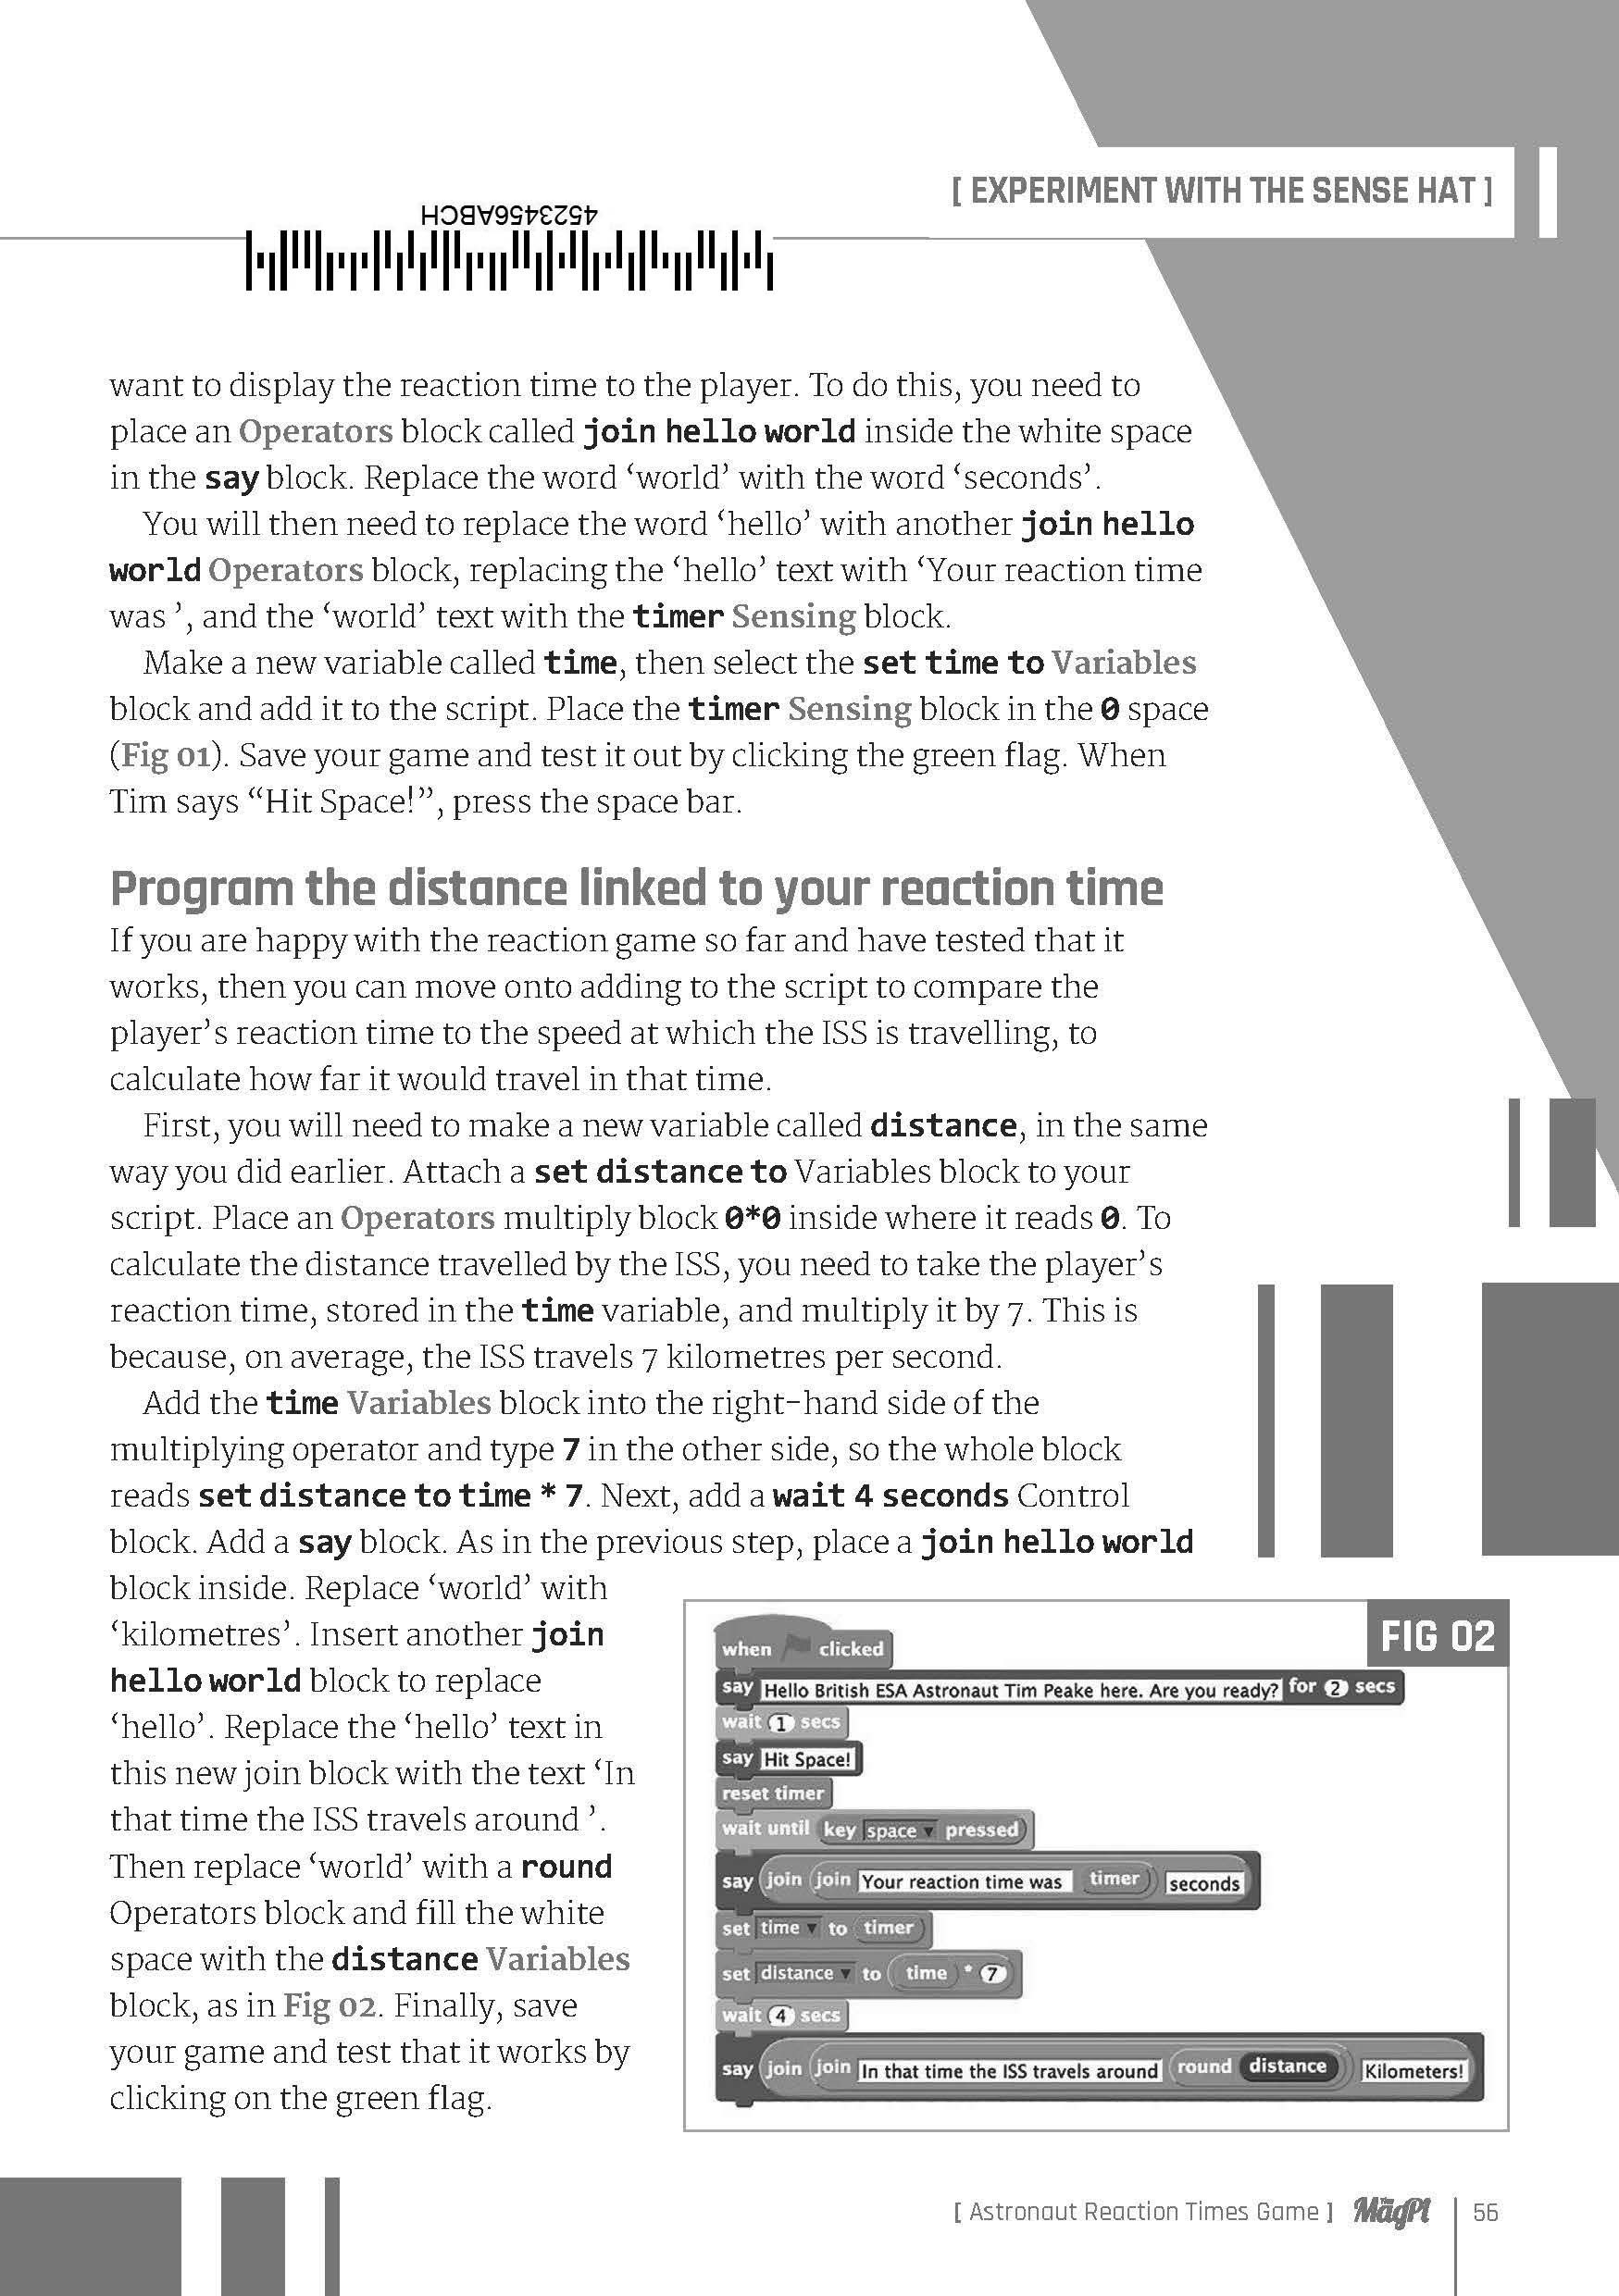 [ EXPERIMENT WITH THE SENSE HAT ]
4523456ABCH
want to display the reaction time to the player. To do this, you need to
place an Operators block called join hello world inside the white space
in the say block. Replace the word ‘world’ with the word ‘seconds’.
You will then need to replace the word ‘hello’ with another join hello
world Operators block, replacing the ‘hello’ text with ‘Your reaction time
was ’, and the ‘world’ text with the timer Sensing block.
Make a new variable called time, then select the set time to Variables
block and add it to the script. Place the timer Sensing block in the 0 space
(Fig 01). Save your game and test it out by clicking the green flag. When
Tim says “Hit Space!”, press the space bar.
Program the distance linked to your reaction time
If you are happy with the reaction game so far and have tested that it
works, then you can move onto adding to the script to compare the
player’s reaction time to the speed at which the ISS is travelling, to
calculate how far it would travel in that time.
First, you will need to make a new variable called distance, in the same
way you did earlier. Attach a set distance to Variables block to your
script. Place an Operators multiply block 0*0 inside where it reads 0. To
calculate the distance travelled by the ISS, you need to take the player’s
reaction time, stored in the time variable, and multiply it by 7. This is
because, on average, the ISS travels 7 kilometres per second.
Add the time Variables block into the right-hand side of the
multiplying operator and type 7 in the other side, so the whole block
reads set distance to time * 7. Next, add a wait 4 seconds Control
block. Add a say block. As in the previous step, place a join hello world
block inside. Replace ‘world’ with
‘kilometres’. Insert another join
hello world block to replace
‘hello’. Replace the ‘hello’ text in
this new join block with the text ‘In
that time the ISS travels around ’.
Then replace ‘world’ with a round
Operators block and fill the white
space with the distance Variables
block, as in Fig 02. Finally, save
your game and test that it works by
clicking on the green flag.
FIG 02
when clicked
say Hello British ESA Astronaut Tim Peake here. Are you ready? for 2 secs
wait 1 secs
say Hit Space!
reset timer
wait until key space pressed
say join join Your reaction time was timer seconds
set time to timer
set distance to time * 7
wait 4 secs
say join join In that time the ISS travels around round distance Kilometers!
[ Astronaut Reaction Times Game ] The MagPi 56